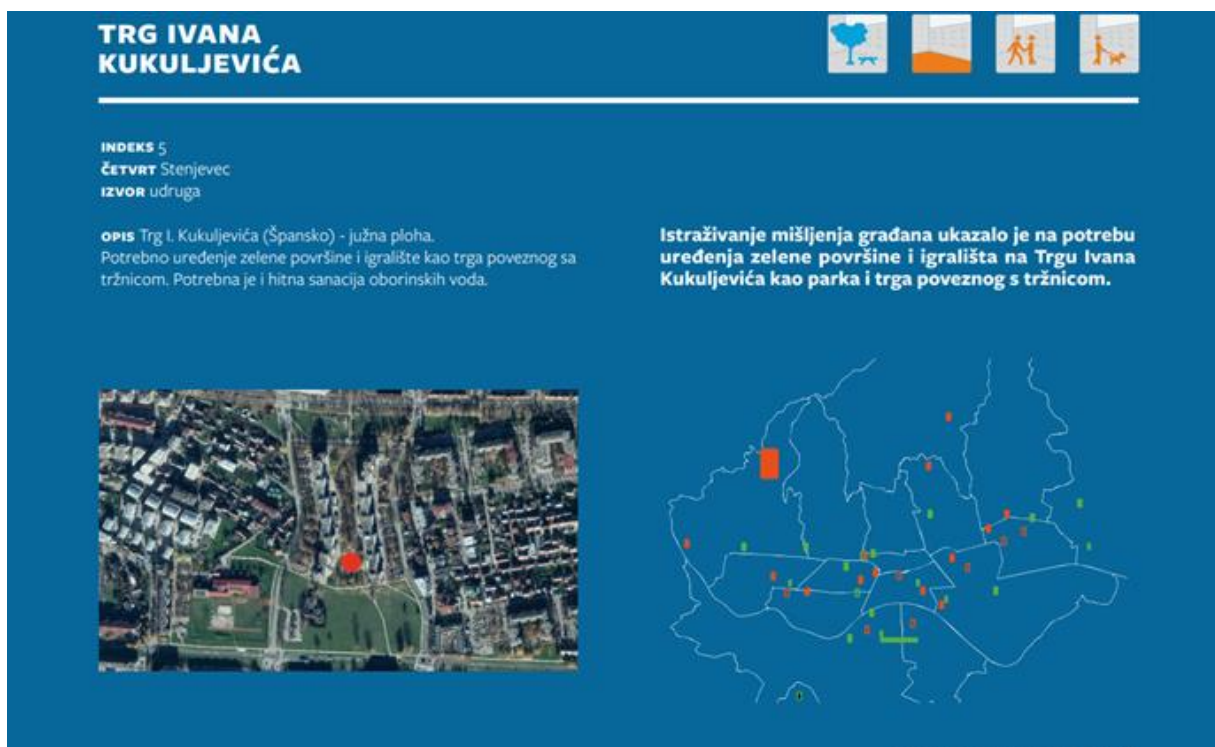 TRG IVANA
KUKULJEVIĆA
INDEKS 5
ČETVRT Stenjevec
IZVOR udruga
OPIS Trg I. Kukuljevića (Špansko) - južna ploha.
Potrebno uređenje zelene površine i igralište kao trga poveznog sa
tržnicom. Potrebna je i hitna sanacija oborinskih voda.
Istraživanje mišljenja građana ukazalo je na potrebu
uređenja zelene površine i igrališta na Trgu Ivana
Kukuljevića kao parka i trga poveznog s tržnicom.